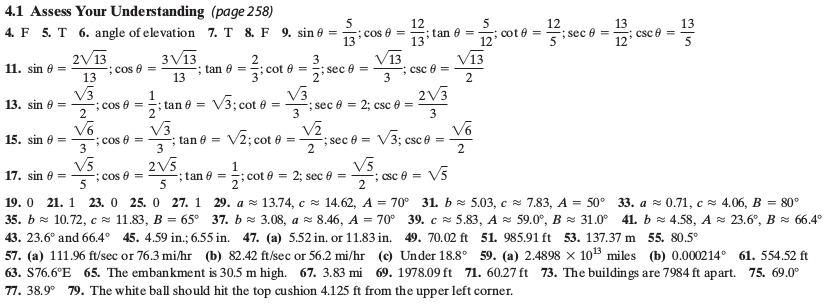 4.1 Assess Your Understanding (page 258)
4. F 5. T 6. angle of elevation 7. T 8. F 9. sin θ = 5/13; cos θ = 12/13; tan θ = 5/12; cot θ = 12/5; sec θ = 13/12; csc θ = 13/5
11. sin θ = 2√13/13; cos θ = 3√13/13; tan θ = 2/3; cot θ = 3/2; sec θ = √13/3; csc θ = √13/2
13. sin θ = √3/2; cos θ = 1/2; tan θ = √3; cot θ = √3/3; sec θ = 2; csc θ = 2√3/3
15. sin θ = √6/3; cos θ = √3/3; tan θ = √2; cot θ = √2/2; sec θ = √3; csc θ = √6/2
17. sin θ = √5/5; cos θ = 2√5/5; tan θ = 1/2; cot θ = 2; sec θ = √5/2; csc θ = √5
19. 0 21. 1 23. 0 25. 0 27. 1 29. a ≈ 13.74, c ≈ 14.62, A = 70° 31. b ≈ 5.03, c ≈ 7.83, A = 50° 33. a ≈ 0.71, c ≈ 4.06, B = 80°
35. b ≈ 10.72, c ≈ 11.83, B = 65° 37. b ≈ 3.08, a ≈ 8.46, A = 70° 39. c ≈ 5.83, A ≈ 59.0°, B ≈ 31.0° 41. b ≈ 4.58, A ≈ 23.6°, B ≈ 66.4°
43. 23.6° and 66.4° 45. 4.59 in.; 6.55 in. 47. (a) 5.52 in. or 11.83 in. 49. 70.02 ft 51. 985.91 ft 53. 137.37 m 55. 80.5°
57. (a) 111.96 ft/sec or 76.3 mi/hr (b) 82.42 ft/sec or 56.2 mi/hr (c) Under 18.8° 59. (a) 2.4898 × 10¹³ miles (b) 0.000214° 61. 554.52 ft
63. S76.6°E 65. The embankment is 30.5 m high. 67. 3.83 mi 69. 1978.09 ft 71. 60.27 ft 73. The buildings are 7984 ft apart. 75. 69.0°
77. 38.9° 79. The white ball should hit the top cushion 4.125 ft from the upper left corner.